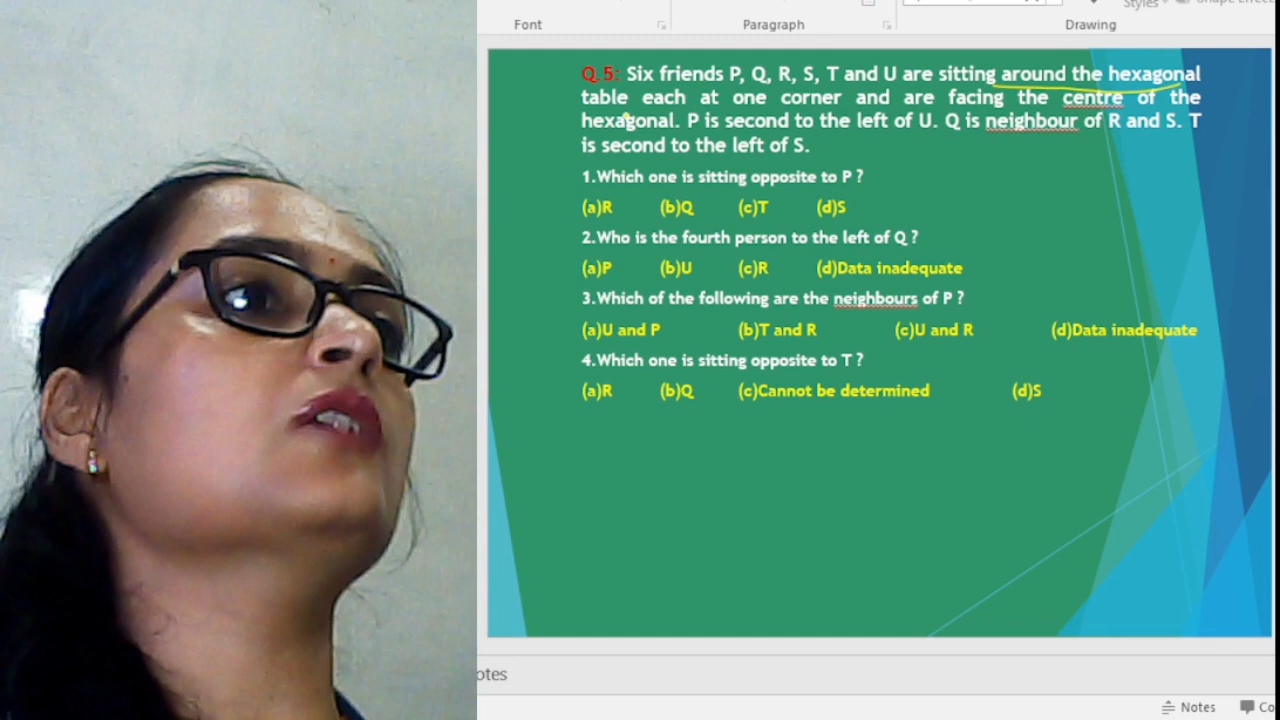 Styles
Shape Effect
Font
Paragraph
Drawing
Q.5: Six friends P, Q, R, S, T and U are sitting around the hexagonal
table each at one corner and are facing the centre of the
hexagonal. P is second to the left of U. Q is neighbour of R and S. T
is second to the left of S.
1.Which one is sitting opposite to P ?
(a)R (b)Q (c)T (d)S
2.Who is the fourth person to the left of Q ?
(a)P (b)U (c)R (d)Data inadequate
3.Which of the following are the neighbours of P ?
(a)U and P (b)T and R (c)U and R (d)Data inadequate
4.Which one is sitting opposite to T ?
(a)R (b)Q (c)Cannot be determined (d)S
otes
Notes
Co